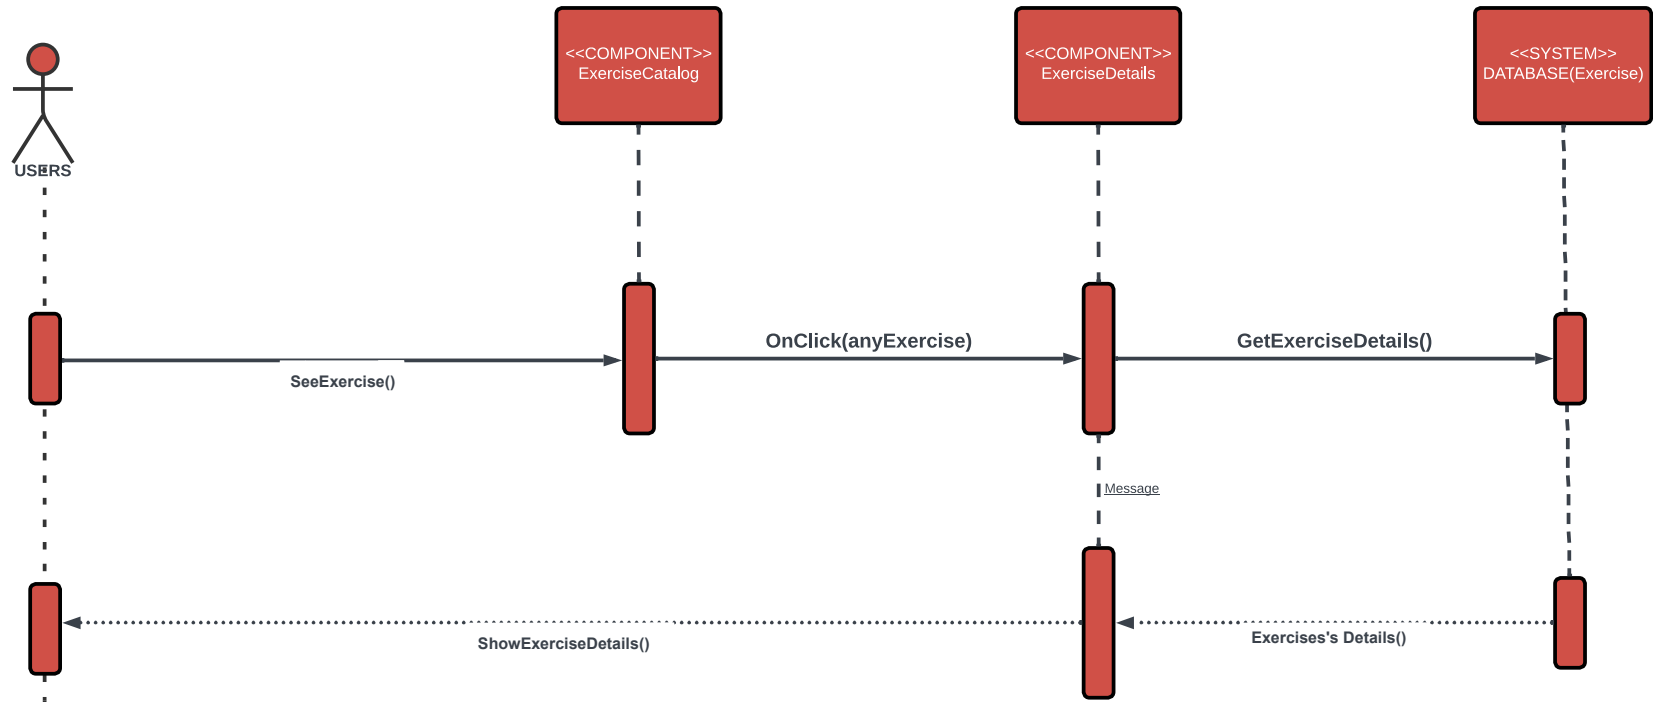 <<COMPONENT>>
ExerciseCatalog
<<COMPONENT>>
ExerciseDetails
<<SYSTEM>>
DATABASE(Exercise)
USERS
OnClick(anyExercise)
GetExerciseDetails()
SeeExercise()
Message
Exercises's Details()
ShowExerciseDetails()